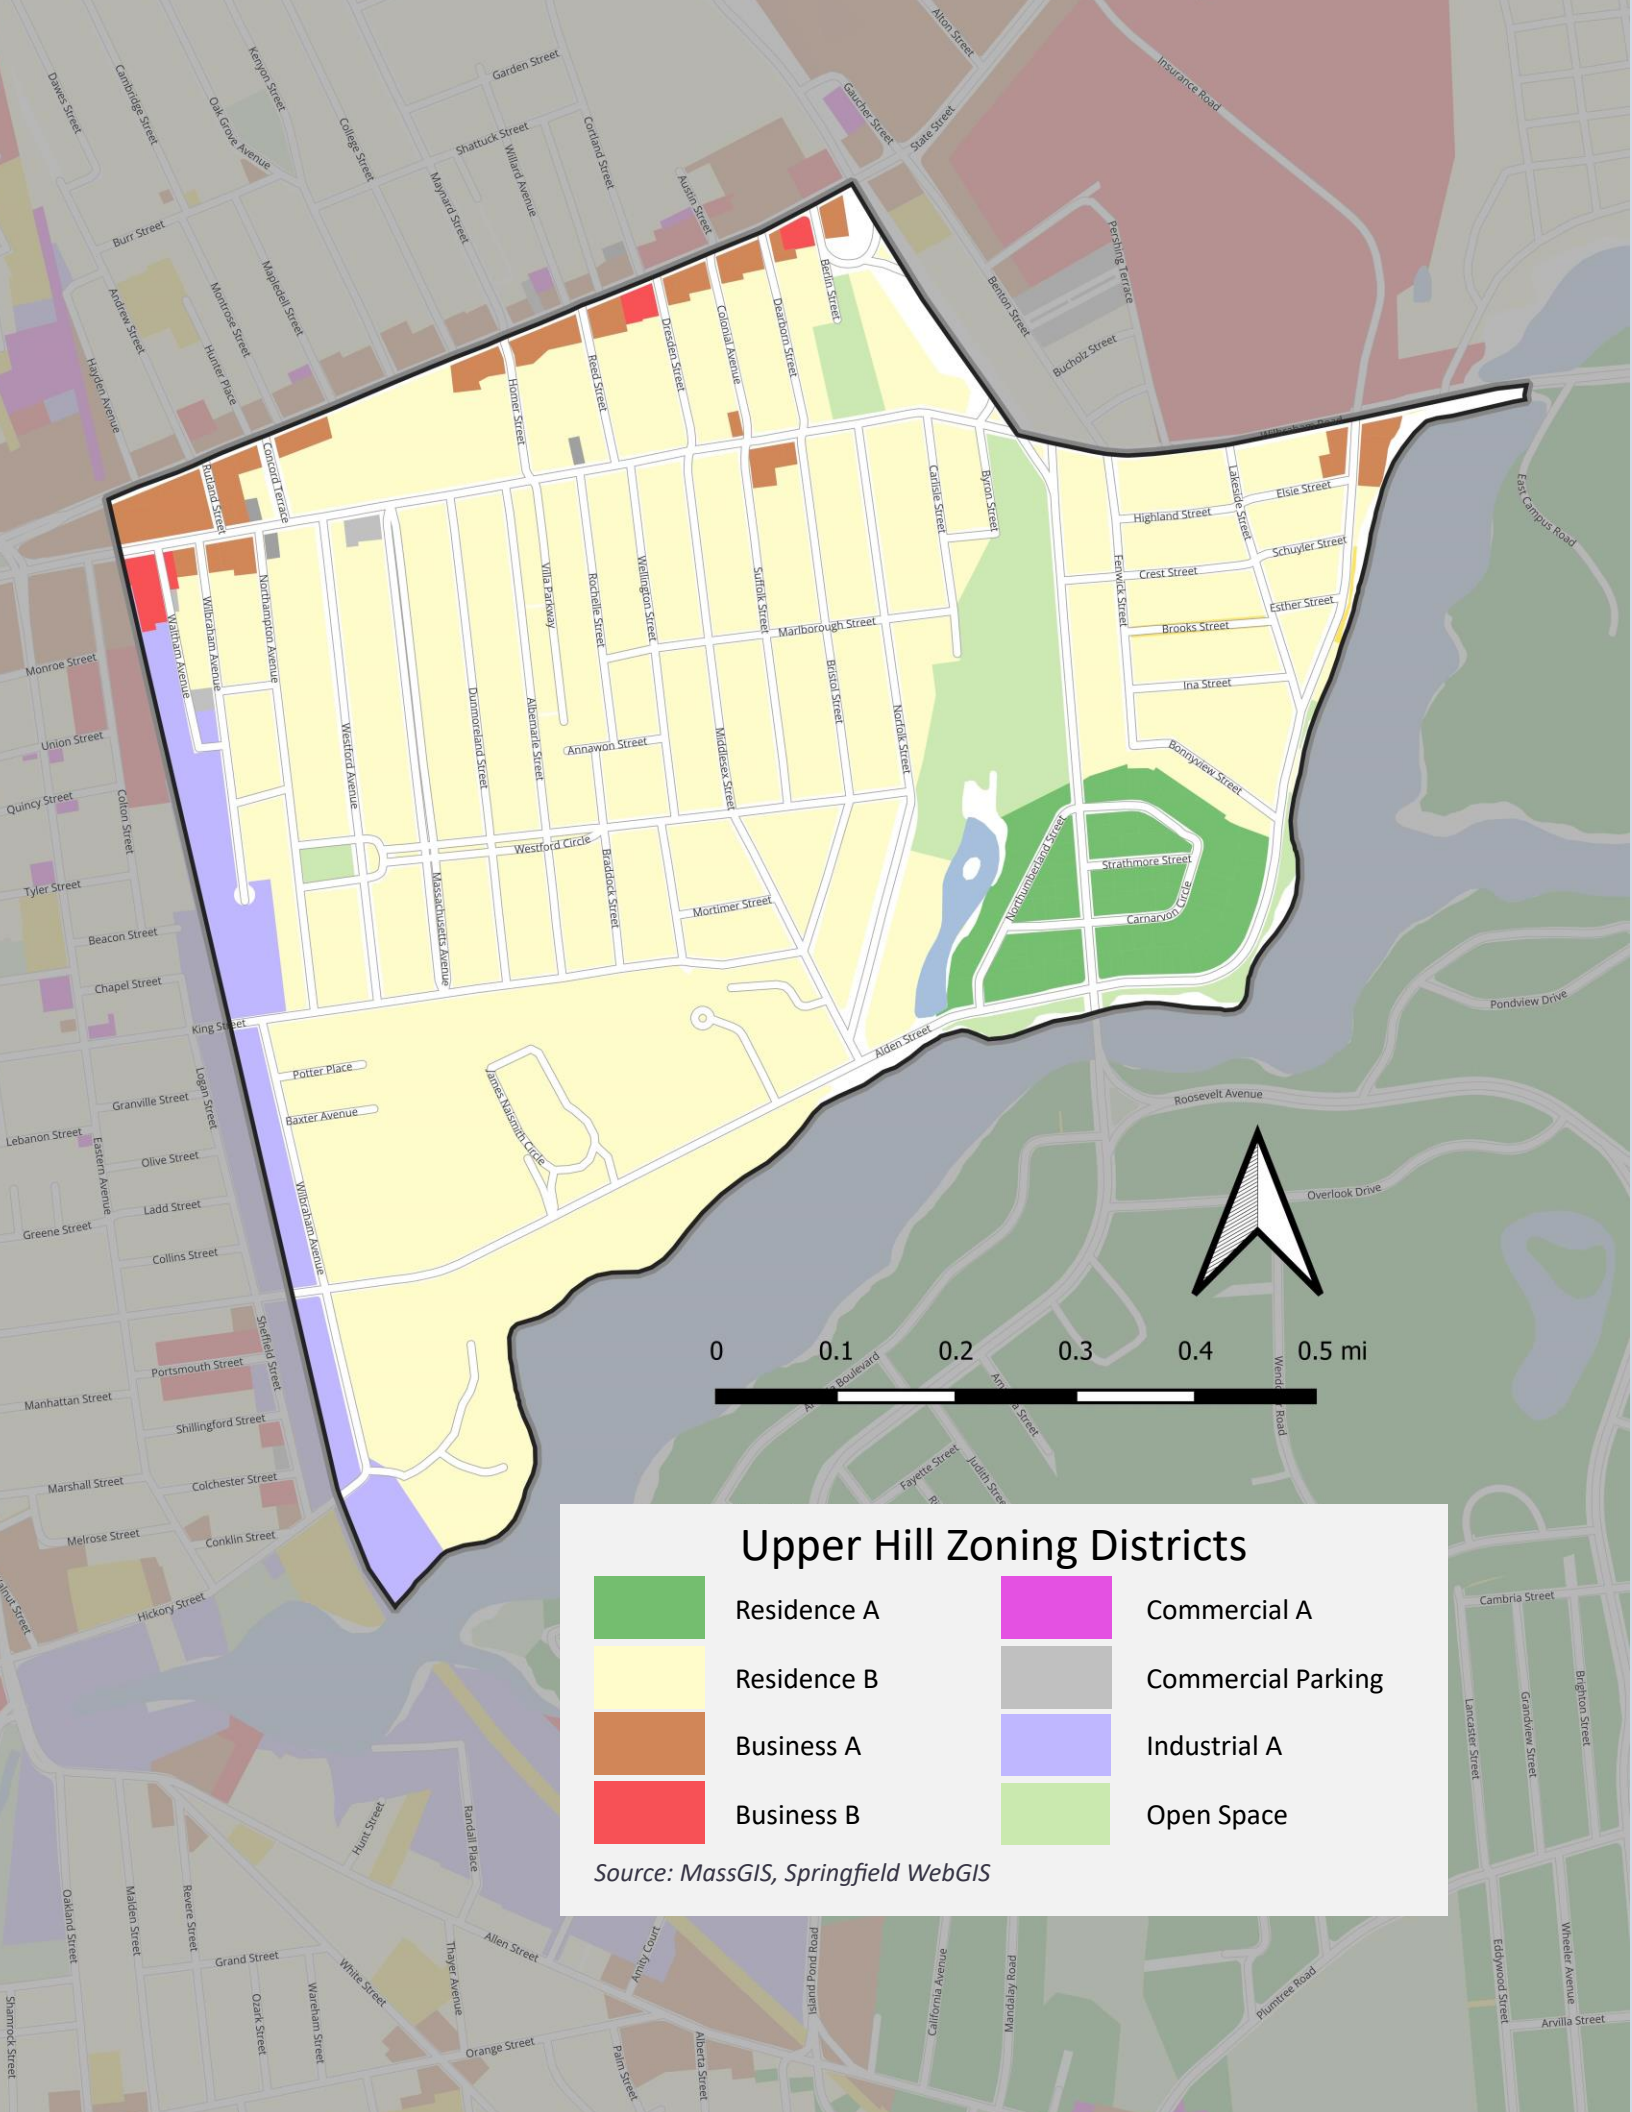 Alton Street
Insurance Road
Kenyon Street
Garden Street
Dawes Street
Cambridge Street
Oak Grove Avenue
College Street
Shattuck Street
Cortland Street
Gaucher Street
State Street
Willard Avenue
Maynard Street
Austin Street
Burr Street
Pershing Terrace
Benton Street
Bucholz Street
Mapledell Street
Montrose Street
Andrew Street
Hunter Place
Hayden Avenue
Berlin Street
Dearborn Street
Colonial Avenue
Dresden Street
Reed Street
Homer Street
Concord Terrace
Rutland Street
Carlisle Street
Byron Street
Lakeside Street
Elsie Street
Highland Street
Schuyler Street
Crest Street
Fenwick Street
Esther Street
Brooks Street
Ina Street
Bonnyview Street
East Campus Road
Northampton Avenue
Wilbraham Avenue
Waltham Avenue
Villa Parkway
Rochelle Street
Wellington Street
Suffolk Street
Marlborough Street
Bristol Street
Norfolk Street
Monroe Street
Union Street
Quincy Street
Colton Street
Westford Avenue
Dunmoreland Street
Albemarle Street
Annawon Street
Middlesex Street
Westford Circle
Braddock Street
Massachusetts Avenue
Mortimer Street
Northumberland Street
Strathmore Street
Carnarvon Circle
Tyler Street
Beacon Street
Chapel Street
King Street
Alden Street
Pondview Drive
Potter Place
Baxter Avenue
James Naismith Circle
Logan Street
Granville Street
Lebanon Street
Eastern Avenue
Olive Street
Ladd Street
Greene Street
Collins Street
Wilbraham Avenue
Roosevelt Avenue
Overlook Drive
0 0.1 0.2 0.3 0.4 0.5 mi
Boulevard
Street
Road
Sheffield Street
Portsmouth Street
Manhattan Street
Shillingford Street
Marshall Street
Colchester Street
Melrose Street
Conklin Street
Hickory Street
Fayette Street
Upper Hill Zoning Districts
Residence A
Commercial A
Residence B
Commercial Parking
Business A
Industrial A
Business B
Open Space
Source: MassGIS, Springfield WebGIS
Cambria Street
Lancaster Street
Grandview Street
Brighton Street
Hunt Street
Randall Place
Oakland Street
Malden Street
Revere Street
Grand Street
White Street
Ozark Street
Wareham Street
Thayer Avenue
Allen Street
Amity Court
Island Pond Road
California Avenue
Mandalay Road
Plumtree Road
Eddywood Street
Wheeler Avenue
Arvilla Street
Shamrock Street
Orange Street
Palm Street
Alberta Street